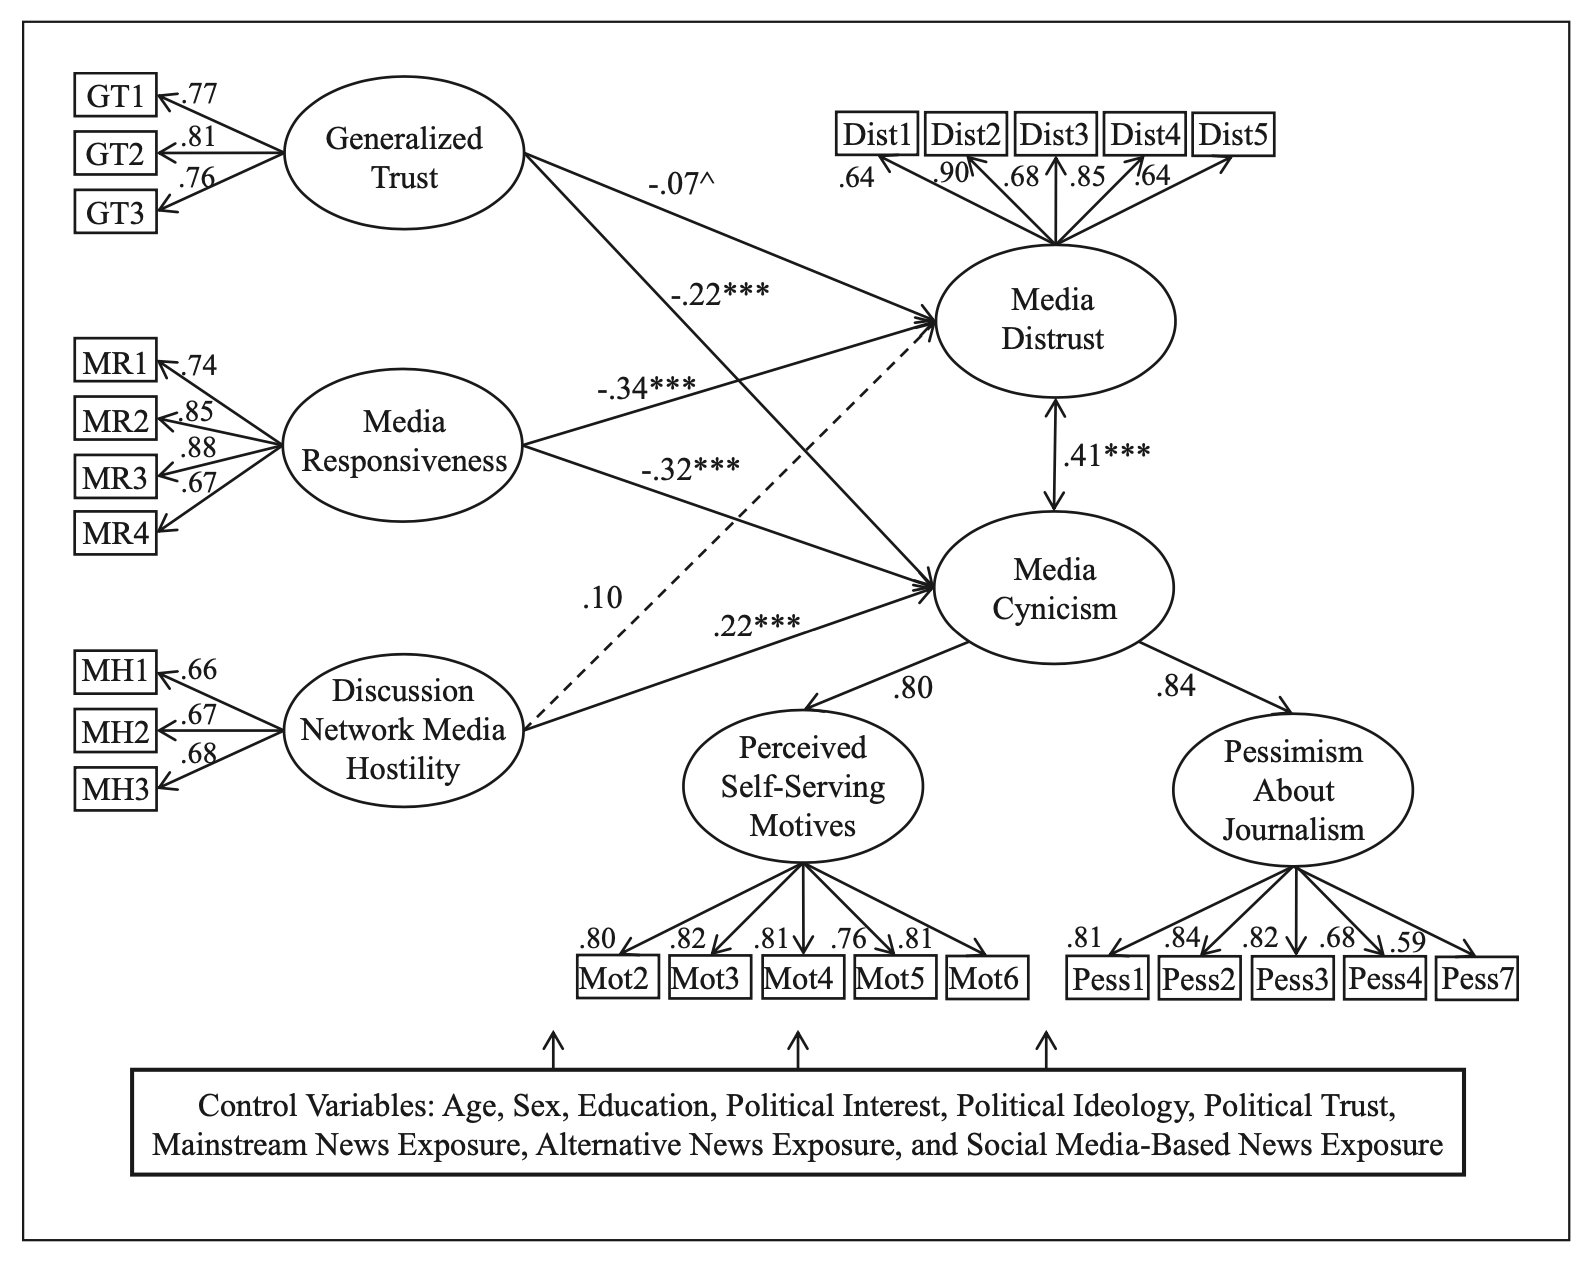 GT1
.77
GT2
.81
GT3
.76
Generalized
Trust
MR1
.74
MR2
.85
MR3
.88
MR4
.67
Media
Responsiveness
MH1
.66
MH2
.67
MH3
.68
Discussion
Network Media
Hostility
-.07^
-.22***
-.34***
-.32***
.10
.22***
Dist1
Dist2
Dist3
Dist4
Dist5
.64
.90
.68
.85
.64
Media
Distrust
.41***
Media
Cynicism
.80
.84
Perceived
Self-Serving
Motives
Pessimism
About
Journalism
.80
.82
.81
.76
.81
Mot2
Mot3
Mot4
Mot5
Mot6
.81
.84
.82
.68
.59
Pess1
Pess2
Pess3
Pess4
Pess7
Control Variables: Age, Sex, Education, Political Interest, Political Ideology, Political Trust,
Mainstream News Exposure, Alternative News Exposure, and Social Media-Based News Exposure